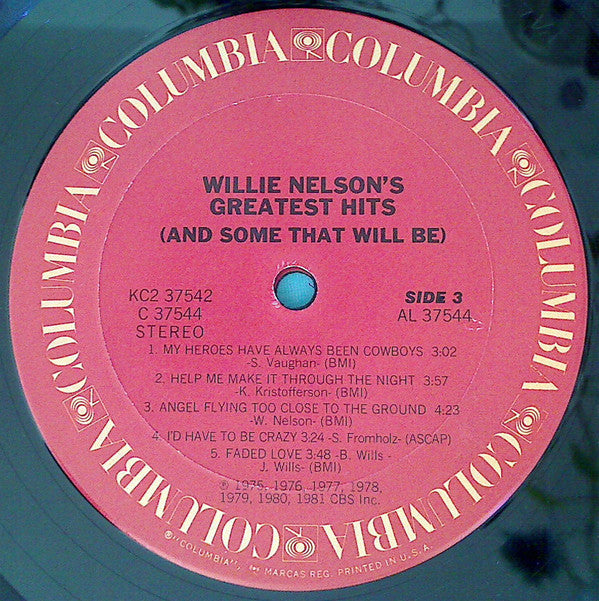 COLUMBIA COLUMBIA COLUMBIA COLUMBIA COLUMBIA COLUMBIA
WILLIE NELSON'S
GREATEST HITS
(AND SOME THAT WILL BE)
KC2 37542
C 37544
STEREO
SIDE 3
AL 37544
1. MY HEROES HAVE ALWAYS BEEN COWBOYS 3:02
-S. Vaughan- (BMI)
2. HELP ME MAKE IT THROUGH THE NIGHT 3:57
-K. Kristofferson- (BMI)
3. ANGEL FLYING TOO CLOSE TO THE GROUND 4:23
-W. Nelson- (BMI)
4. I'D HAVE TO BE CRAZY 3:24 -S. Fromholz- (ASCAP)
5. FADED LOVE 3:48 -B. Wills -
J. Wills- (BMI)
℗ 1975, 1976, 1977, 1978,
1979, 1980, 1981 CBS Inc.
®"COLUMBIA", MARCAS REG. PRINTED IN U.S.A.